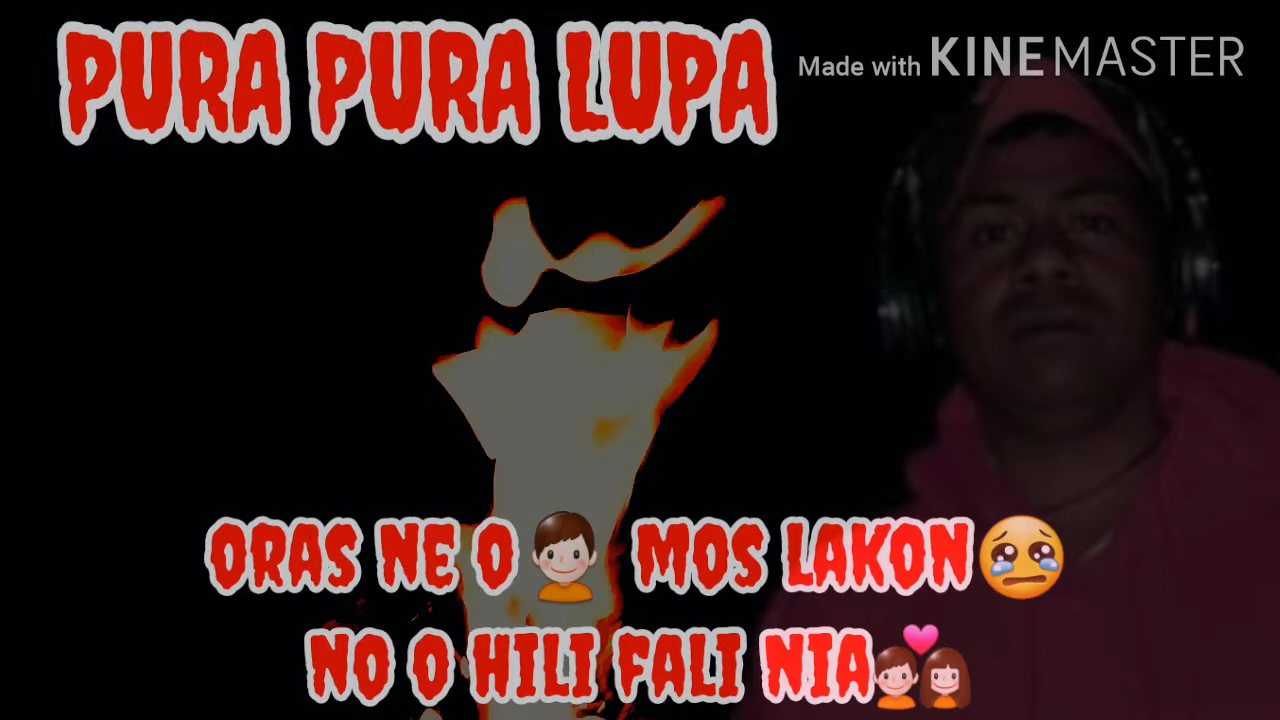 PURA PURA LUPA
Made with KINEMASTER
ORAS NE O MOS LAKON
NO O HILI FALI NIA